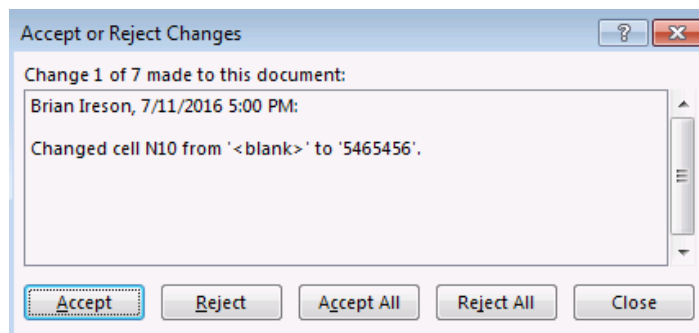 Accept or Reject Changes
?
Change 1 of 7 made to this document:
Brian Ireson, 7/11/2016 5:00 PM:
Changed cell N10 from '<blank>' to '5465456'.
Accept
Reject
Accept All
Reject All
Close